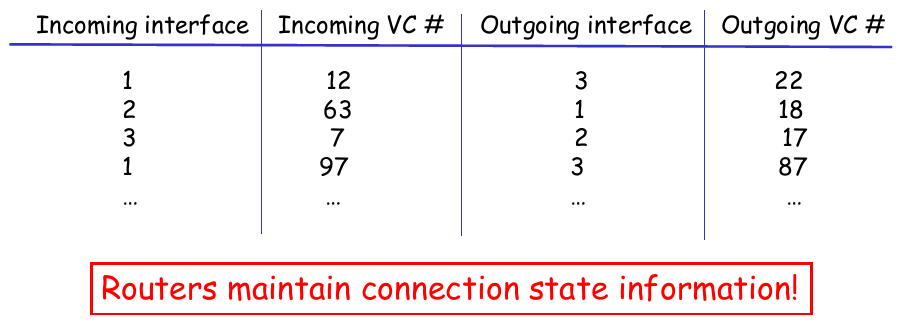 Incoming interface Incoming VC # Outgoing interface Outgoing VC #
1 12 3 22
2 63 1 18
3 7 2 17
1 97 3 87
... ... ... ...
Routers maintain connection state information!